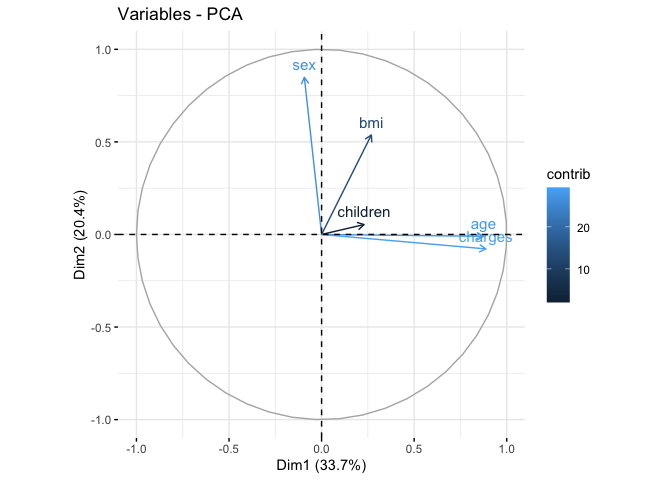 Variables - PCA
1.0
sex
bmi
0.5
contrib
children
age
20
0.0
charges
10
Dim2 (20.4%)
-0.5
-1.0
-1.0 -0.5 0.0 0.5 1.0
Dim1 (33.7%)